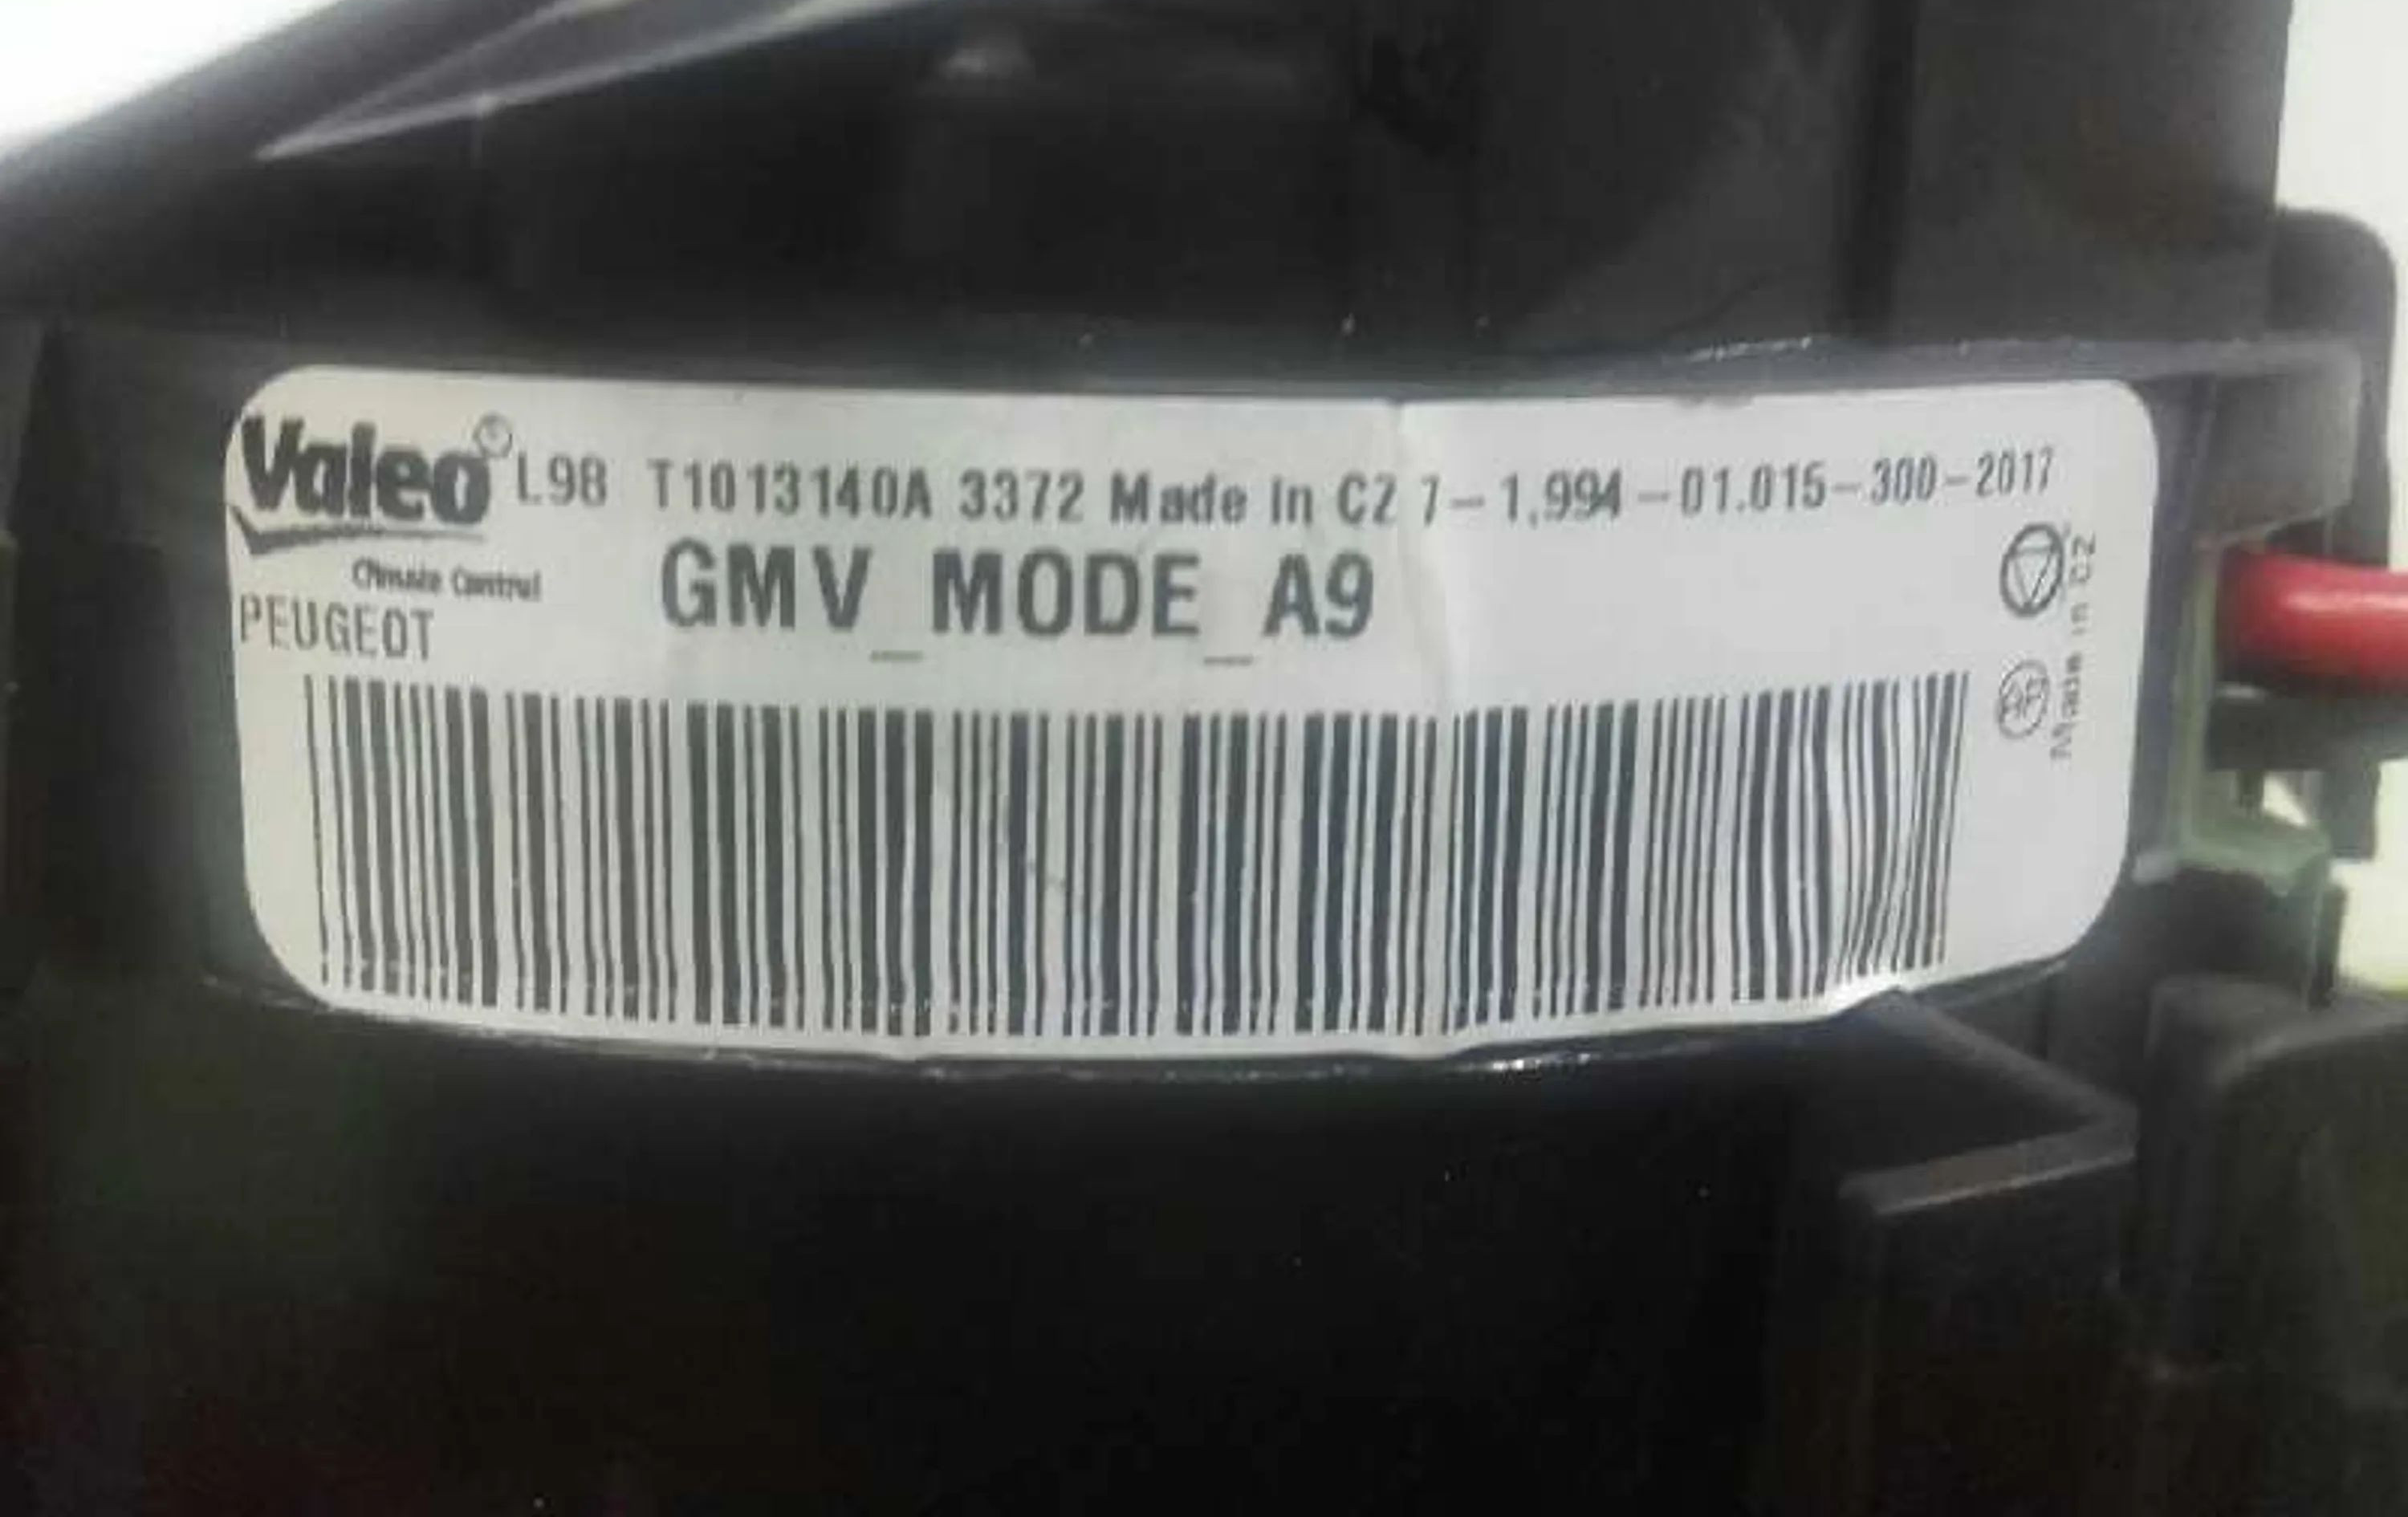 Valeo
L98 T1013140A 3372 Made in CZ 7-1,994-01.015-300-2017
Climate Control
GMV_MODE_A9
PEUGEOT
Made in CZ